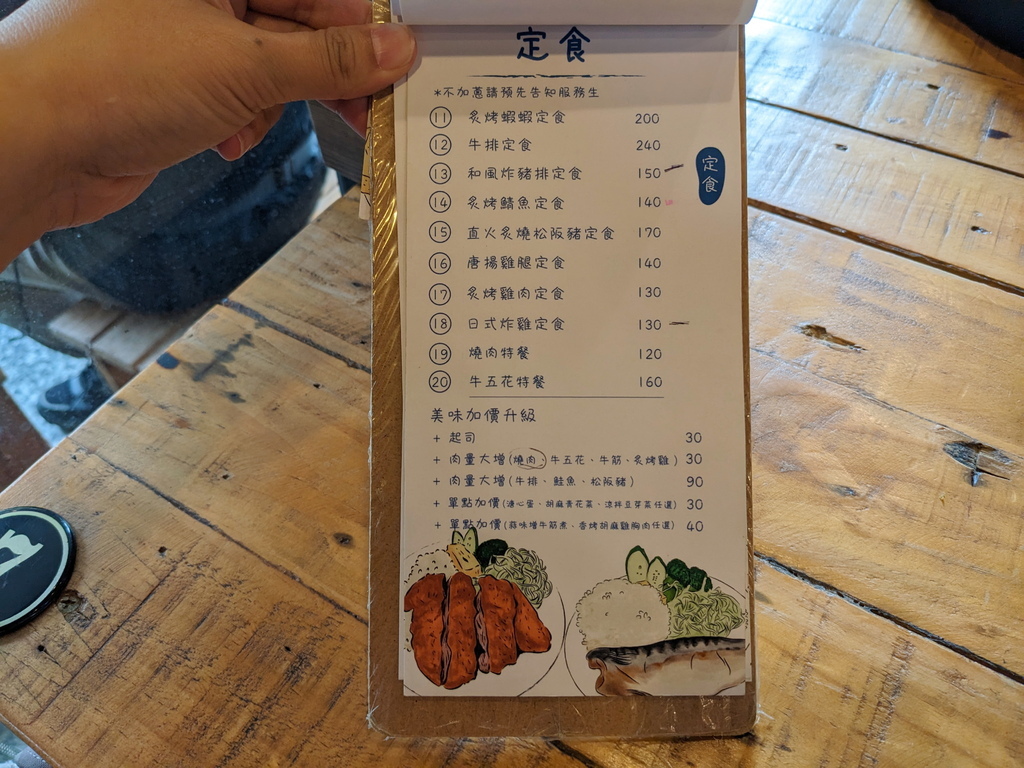 定食
*不加蔥請預先告知服務生
11 炙烤蝦蝦定食 200
12 牛排定食 240
13 和風炸豬排定食 150
14 炙烤鯖魚定食 140
15 直火炙燒松阪豬定食 170
16 唐揚雞腿定食 140
17 炙烤雞肉定食 130
18 日式炸雞定食 130
19 燒肉特餐 120
20 牛五花特餐 160
定食
美味加價升級
+ 起司 30
+ 肉量大增(燒肉、牛五花、牛筋、炙烤雞) 30
+ 肉量大增(牛排、鮭魚、松阪豬) 90
+ 單點加價(溏心蛋、胡麻青花菜、涼拌豆芽菜任選) 30
+ 單點加價(蒜味增牛筋煮、香烤胡麻雞胸肉任選) 40